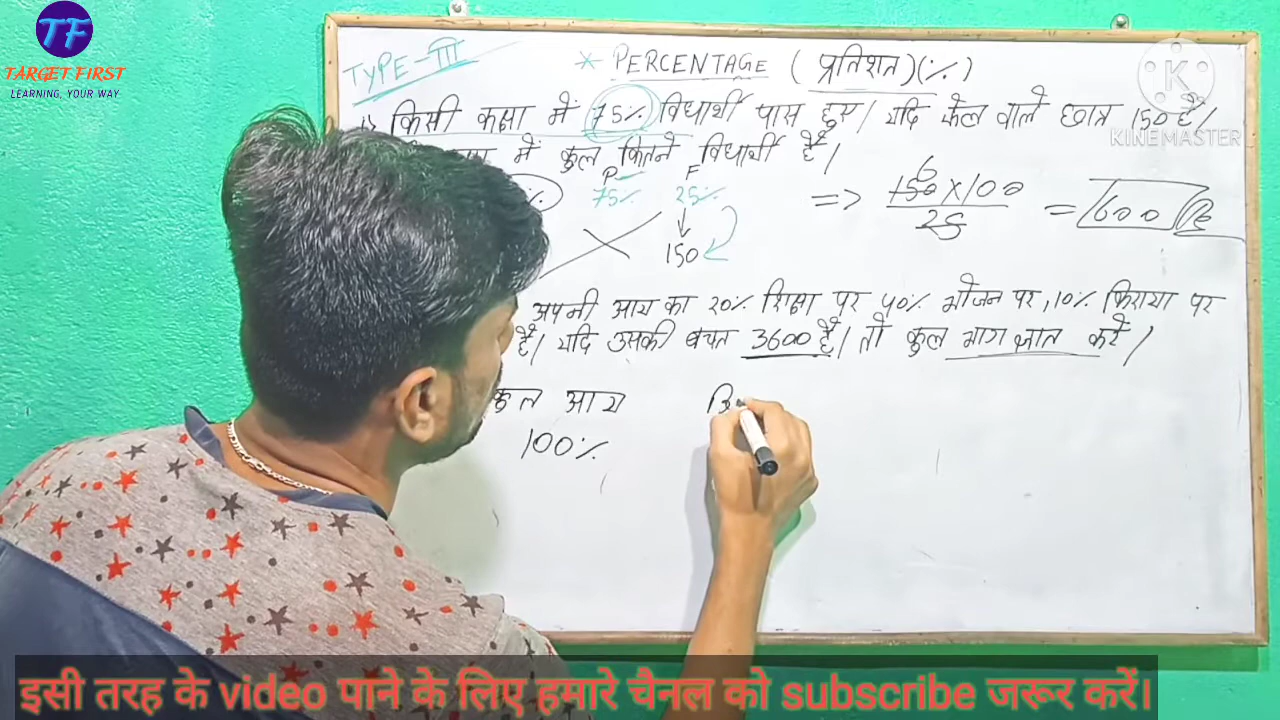 TF
TARGET FIRST
LEARNING, YOUR WAY
TYPE-III
* PERCENTAGE (प्रतिशत)(%)
K
KINEMASTER
1> किसी कक्षा में 75% विधार्थी पास हुए। यदि फेल वाले छात्र 150 है।
में कुल कितने विधार्थी है।
P F
% 75% 25%
150
=> 6 150 x 100 / 25 = 600
अपनी आय का 20% शिक्षा पर 40% भोजन पर, 10% किराया पर
है। यदि उसकी बचत 3600 है। तो कुल माग ज्ञात करें।
कुल आय
100%
इसी तरह के video पाने के लिए हमारे चैनल को subscribe जरूर करें।